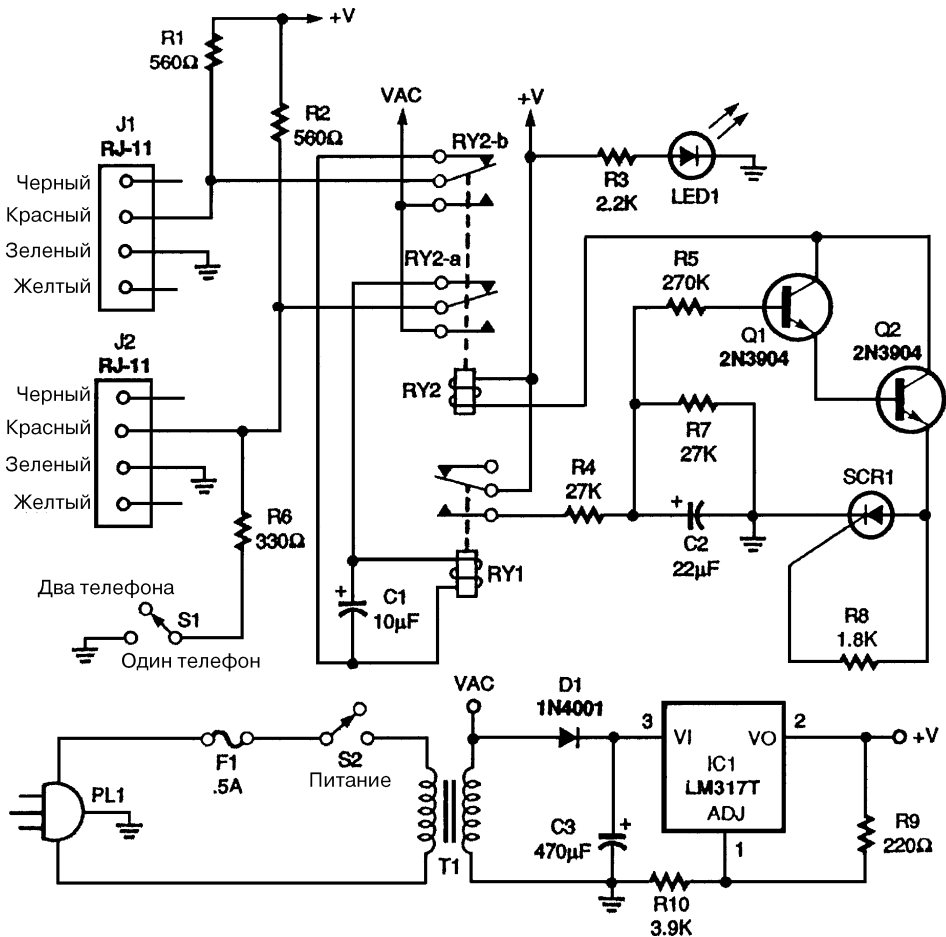 R1
560Ω
+V
R2
560Ω
VAC
+V
RY2-b
J1
RJ-11
Черный
Красный
Зеленый
Желтый
R3
2.2K
LED1
RY2-a
R5
270K
Q1
2N3904
Q2
2N3904
J2
RJ-11
Черный
Красный
Зеленый
Желтый
RY2
R7
27K
R4
27K
SCR1
C2
+
22µF
R6
330Ω
RY1
+
C1
10µF
R8
1.8K
Два телефона
S1
Один телефон
VAC
D1
1N4001
3
VI
VO
2
+V
IC1
LM317T
ADJ
1
F1
.5A
S2
Питание
PL1
T1
C3
470µF
+
R9
220Ω
R10
3.9K